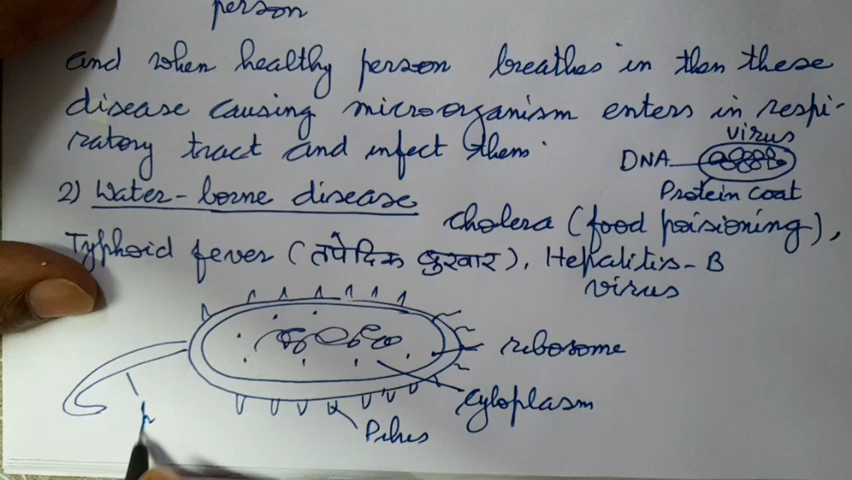 person
and when healthy person breathes in then these
disease causing microorganism enters in respi-
ratory tract and infect them.
virus
DNA
Protein coat
2) Water-borne disease
cholera (food poisioning),
Typhoid fever (तपेदिक बुखार), Hepatitis-B
virus
ribosome
cytoplasm
Pilus